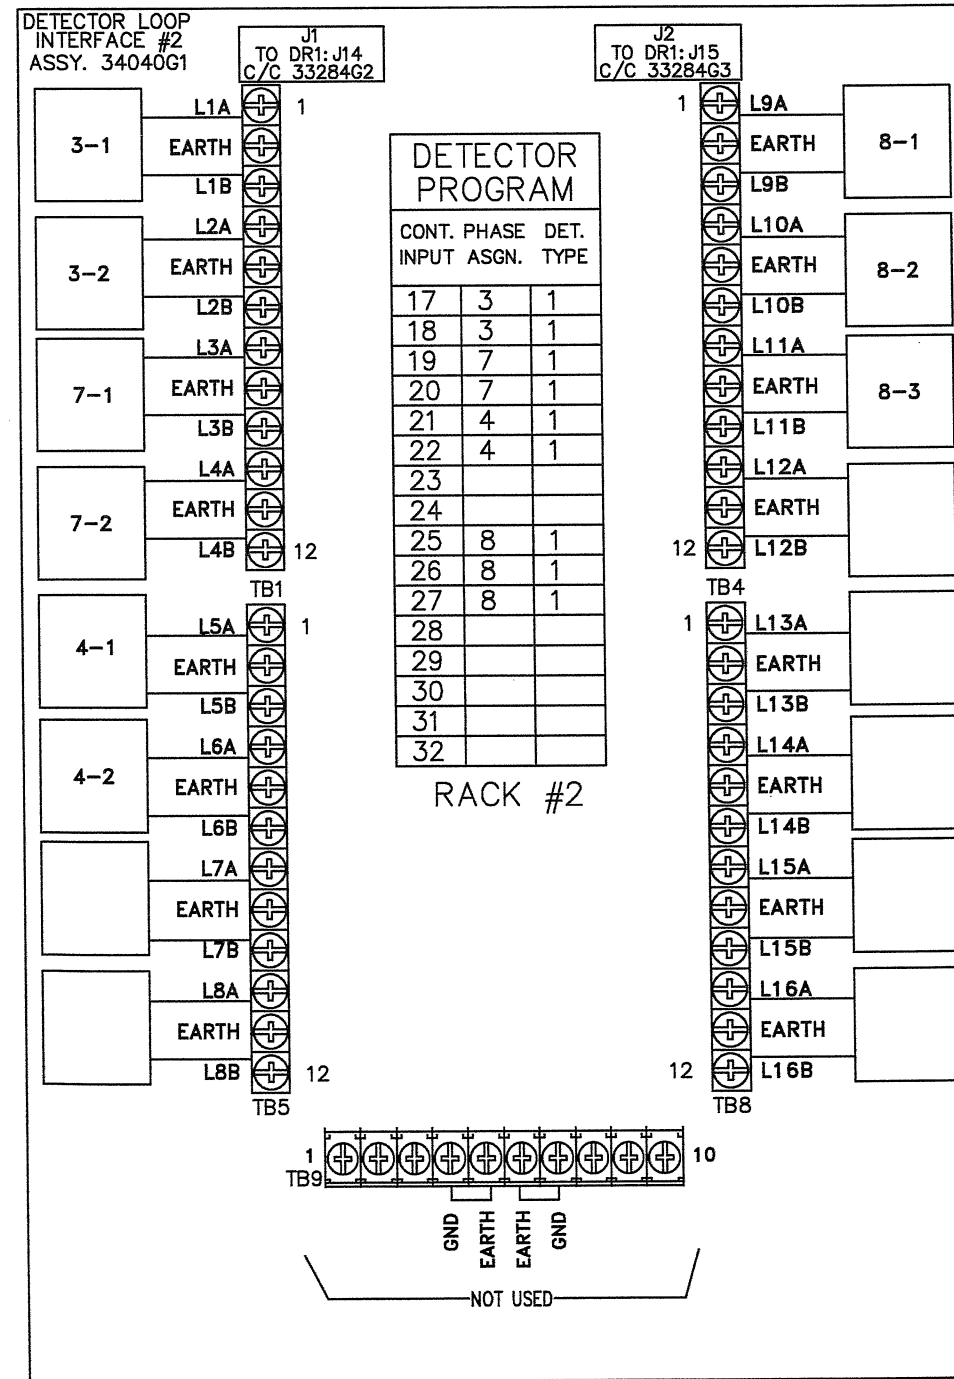 DETECTOR LOOP
INTERFACE #2
ASSY. 34040G1
J1
TO DR1:J14
C/C 33284G2
J2
TO DR1:J15
C/C 33284G3
3-1
L1A
1
EARTH
L1B
3-2
L2A
EARTH
L2B
7-1
L3A
EARTH
L3B
7-2
L4A
EARTH
L4B
12
TB1
4-1
L5A
1
EARTH
L5B
4-2
L6A
EARTH
L6B
L7A
EARTH
L7B
L8A
EARTH
L8B
12
TB5
DETECTOR
PROGRAM
CONT. PHASE DET.
INPUT ASGN. TYPE
17 3 1
18 3 1
19 7 1
20 7 1
21 4 1
22 4 1
23
24
25 8 1
26 8 1
27 8 1
28
29
30
31
32
RACK #2
1
L9A
8-1
EARTH
L9B
L10A
8-2
EARTH
L10B
L11A
8-3
EARTH
L11B
L12A
EARTH
12
L12B
TB4
1
L13A
EARTH
L13B
L14A
EARTH
L14B
L15A
EARTH
L15B
L16A
EARTH
12
L16B
TB8
1
TB9
10
GND
EARTH
EARTH
GND
NOT USED